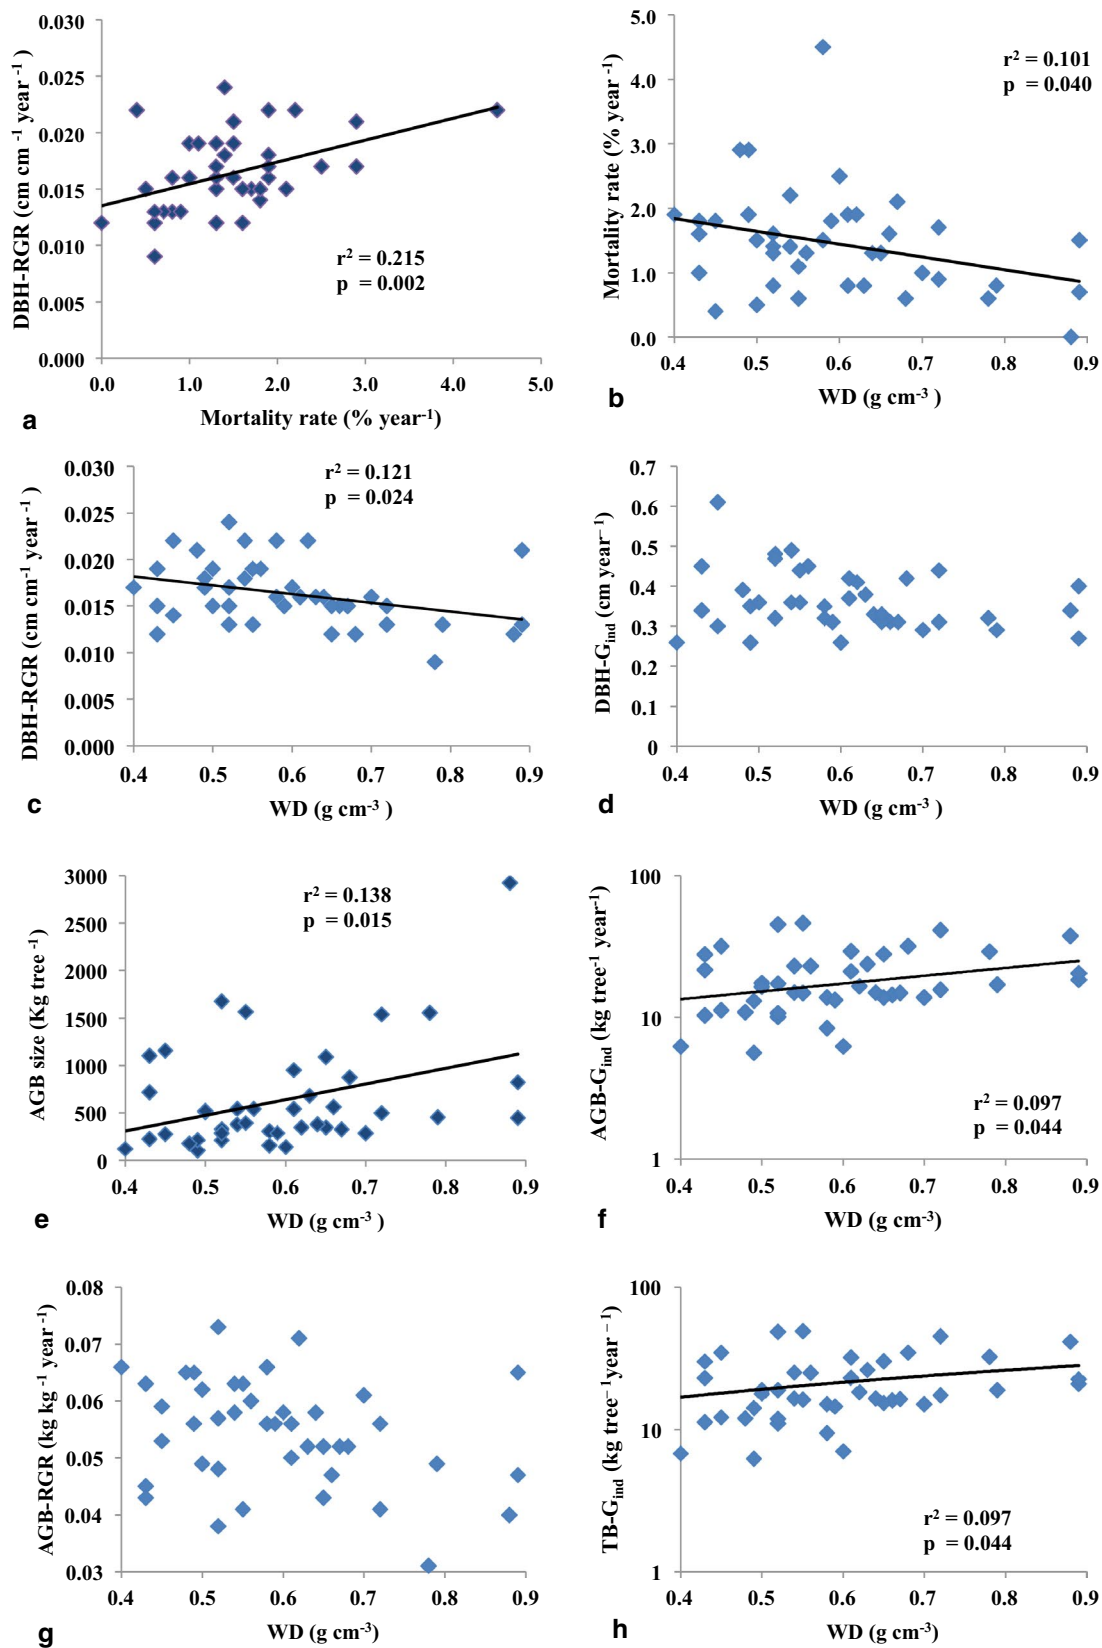 0.030
0.025
0.020
0.015
0.010
0.005
0.000
DBH-RGR (cm cm -1 year -1 )
r2 = 0.215
p = 0.002
0.0 1.0 2.0 3.0 4.0 5.0
Mortality rate (% year-1)
a
5.0
4.0
3.0
2.0
1.0
0.0
Mortality rate (% year -1)
r2 = 0.101
p = 0.040
0.4 0.5 0.6 0.7 0.8 0.9
WD (g cm-3 )
b
0.030
0.025
0.020
0.015
0.010
0.005
0.000
DBH-RGR ((cm cm-1 year -1 )
r2 = 0.121
p = 0.024
0.4 0.5 0.6 0.7 0.8 0.9
WD (g cm-3 )
c
0.7
0.6
0.5
0.4
0.3
0.2
0.1
0
DBH-Gind (cm year-1)
0.4 0.5 0.6 0.7 0.8 0.9
WD (g cm-3 )
d
3000
2500
2000
1500
1000
500
0
AGB size (Kg tree -1)
r2 = 0.138
p = 0.015
0.4 0.5 0.6 0.7 0.8 0.9
WD (g cm-3 )
e
100
10
1
AGB-Gind (kg tree-1 year-1)
r2 = 0.097
p = 0.044
0.4 0.5 0.6 0.7 0.8 0.9
WD (g cm-3)
f
0.08
0.07
0.06
0.05
0.04
0.03
AGB-RGR (kg kg -1 year -1)
0.4 0.5 0.6 0.7 0.8 0.9
WD (g cm-3)
g
100
10
1
TB-Gind (kg tree-1year-1)
r2 = 0.097
p = 0.044
0.4 0.5 0.6 0.7 0.8 0.9
WD (g cm-3)
h